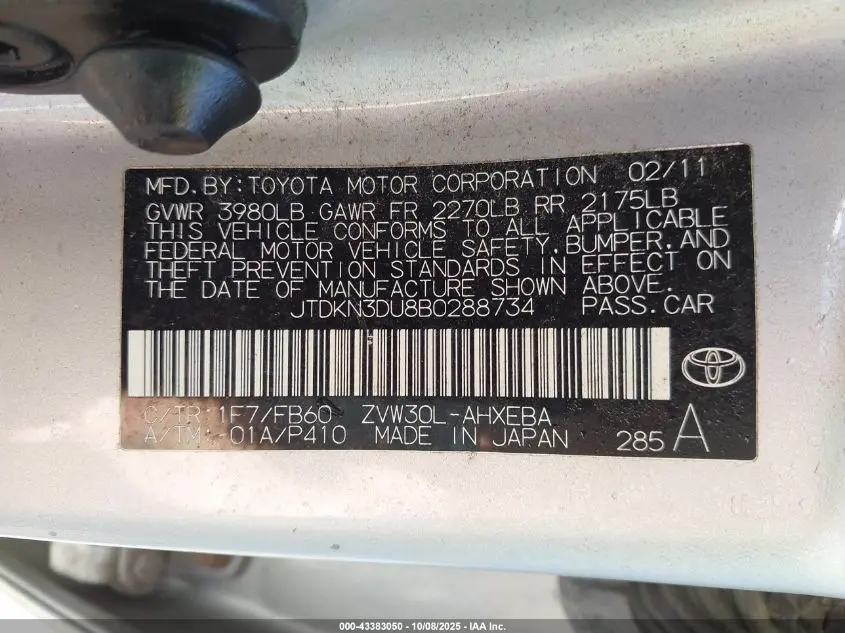 MFD.BY:TOYOTA MOTOR CORPORATION 02/11
GVWR 3980LB GAWR FR 2270LB RR 2175LB
THIS VEHICLE CONFORMS TO ALL APPLICABLE
FEDERAL MOTOR VEHICLE SAFETY,BUMPER,AND
THEFT PREVENTION STANDARDS IN EFFECT ON
THE DATE OF MANUFACTURE SHOWN ABOVE.
JTDKN3DU8B0288734 PASS.CAR
C/TR:1F7/FB60 ZVW30L-AHXEBA
A/TM:-01A/P410 MADE IN JAPAN 285 A
000-43383050 - 10/08/2025 - IAA Inc.